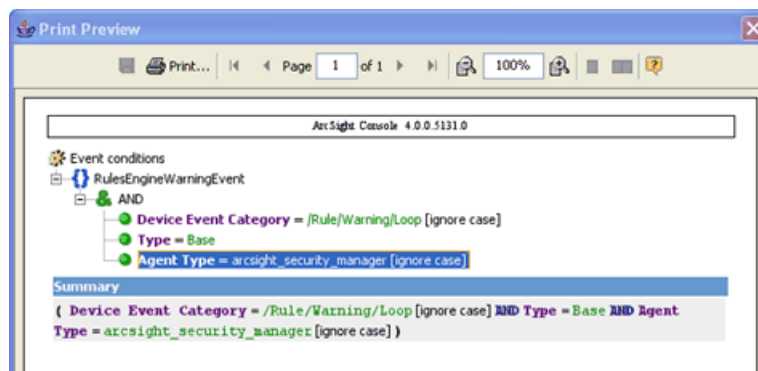 Print Preview
Print... Page 1 of 1 100%
ArcSight Console 4.0.0.5131.0
Event conditions
RulesEngineWarningEvent
& AND
Device Event Category = /Rule/Warning/Loop [ignore case]
Type = Base
Agent Type = arcsight_security_manager [ignore case]
Summary
( Device Event Category = /Rule/Warning/Loop [ignore case] AND Type = Base AND Agent
Type = arcsight_security_manager [ignore case] )